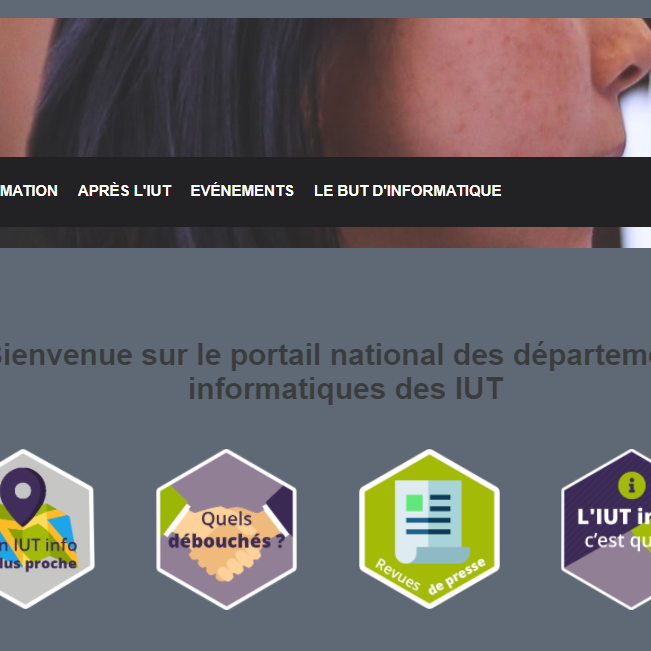 MATION APRÈS L'IUT EVÉNEMENTS LE BUT D'INFORMATIQUE
Bienvenue sur le portail national des départeme
informatiques des IUT
n IUT info
lus proche
Quels
débouchés ?
Revues de presse
L'IUT in
c'est qu